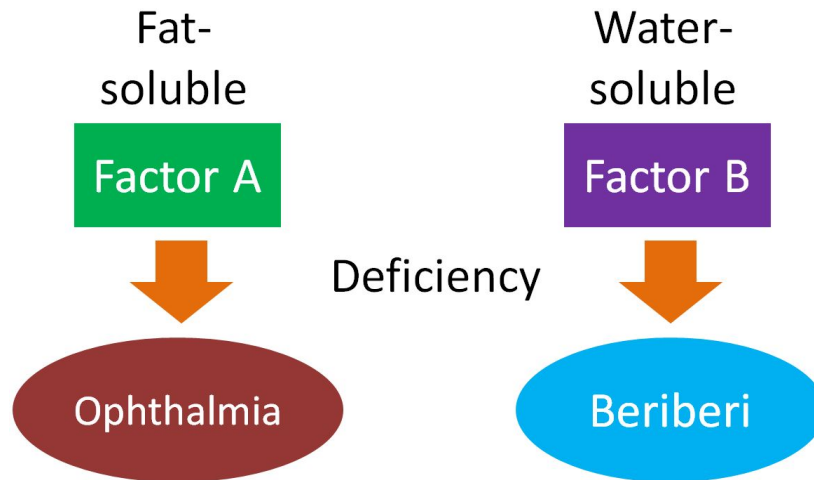 Fat-
soluble
Factor A
Water-
soluble
Factor B
Deficiency
Ophthalmia
Beriberi